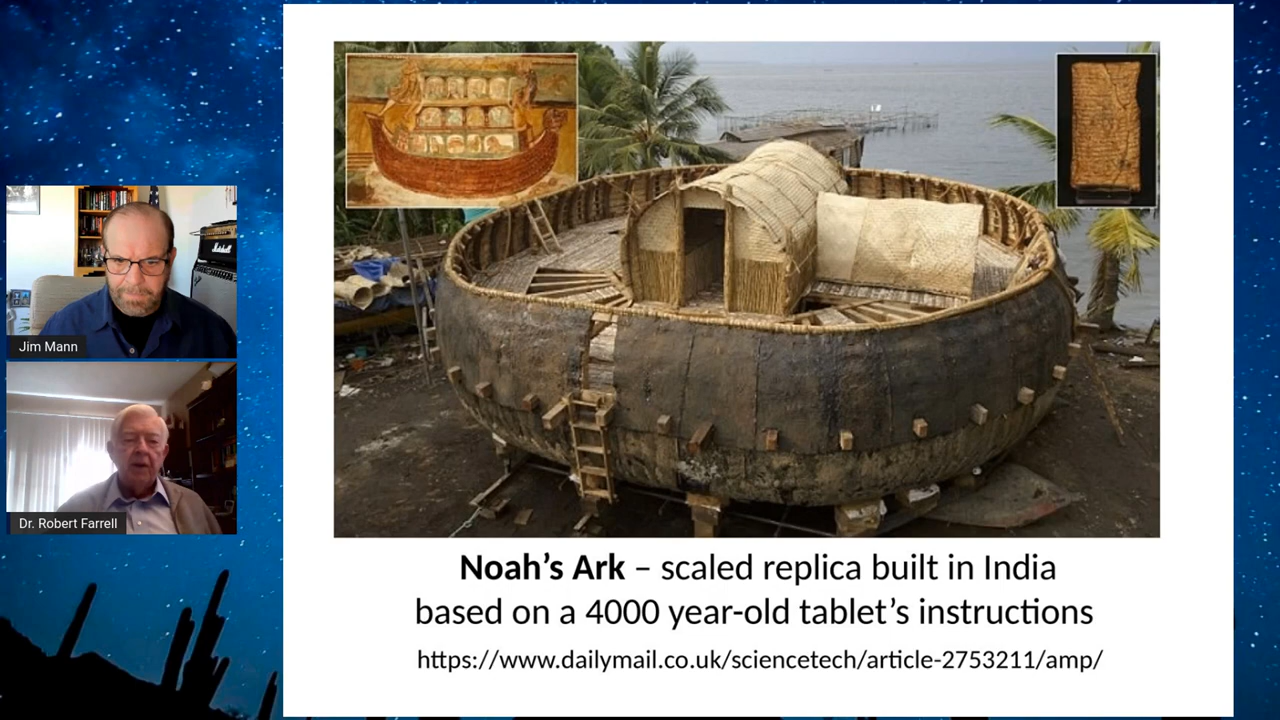 Marshall
Jim Mann
Dr. Robert Farrell
Noah’s Ark – scaled replica built in India
based on a 4000 year-old tablet’s instructions
https://www.dailymail.co.uk/sciencetech/article-2753211/amp/